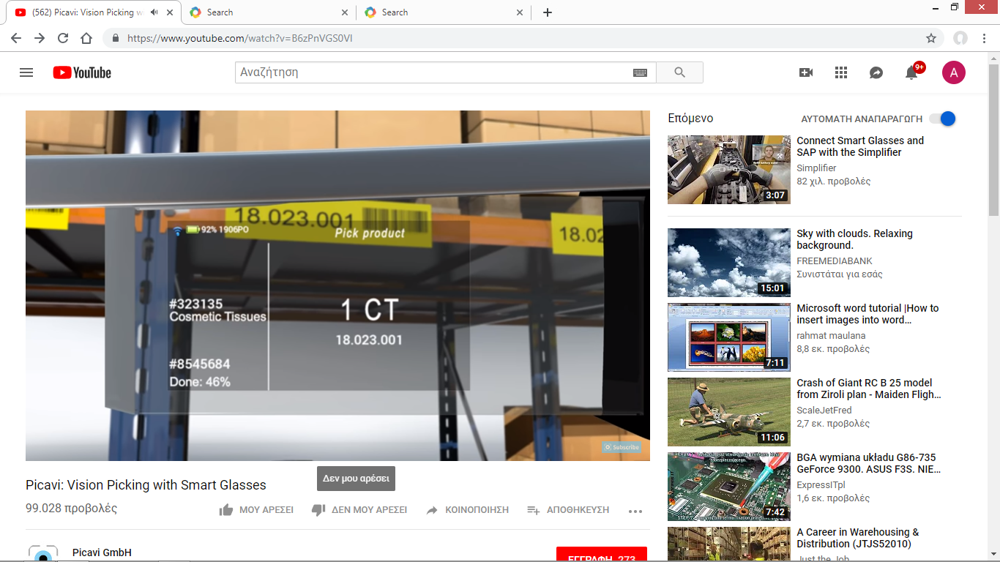 (562) Picavi: Vision Picking w
Search
Search
https://www.youtube.com/watch?v=B6zPnVGS0VI
YouTube
Αναζήτηση
9+
A
18.023.001
18.02
92% 1906PO
Pick product
#323135
Cosmetic Tissues
1 CT
18.023.001
#8545684
Done: 46%
Subscribe
Δεν μου αρέσει
Picavi: Vision Picking with Smart Glasses
99.028 προβολές
ΜΟΥ ΑΡΕΣΕΙ
ΔΕΝ ΜΟΥ ΑΡΕΣΕΙ
ΚΟΙΝΟΠΟΙΗΣΗ
ΑΠΟΘΗΚΕΥΣΗ
Picavi GmbH
ΕΓΓΡΑΦΗ 273
Επόμενο
ΑΥΤΟΜΑΤΗ ΑΝΑΠΑΡΑΓΩΓΗ
3:07
Connect Smart Glasses and
SAP with the Simplifier
Simplifier
82 χιλ. προβολές
15:01
Sky with clouds. Relaxing
background.
FREEMEDIABANK
Συνιστάται για εσάς
7:11
Microsoft word tutorial |How to
insert images into word…
rahmat maulana
8,8 εκ. προβολές
11:06
Crash of Giant RC B 25 model
from Ziroli plan - Maiden Fligh…
ScaleJetFred
2,7 εκ. προβολές
7:42
BGA wymiana układu G86-735
GeForce 9300. ASUS F3S. NIE…
ExpressITpl
1,6 εκ. προβολές
A Career in Warehousing &
Distribution (JTJS52010)
Just the Job